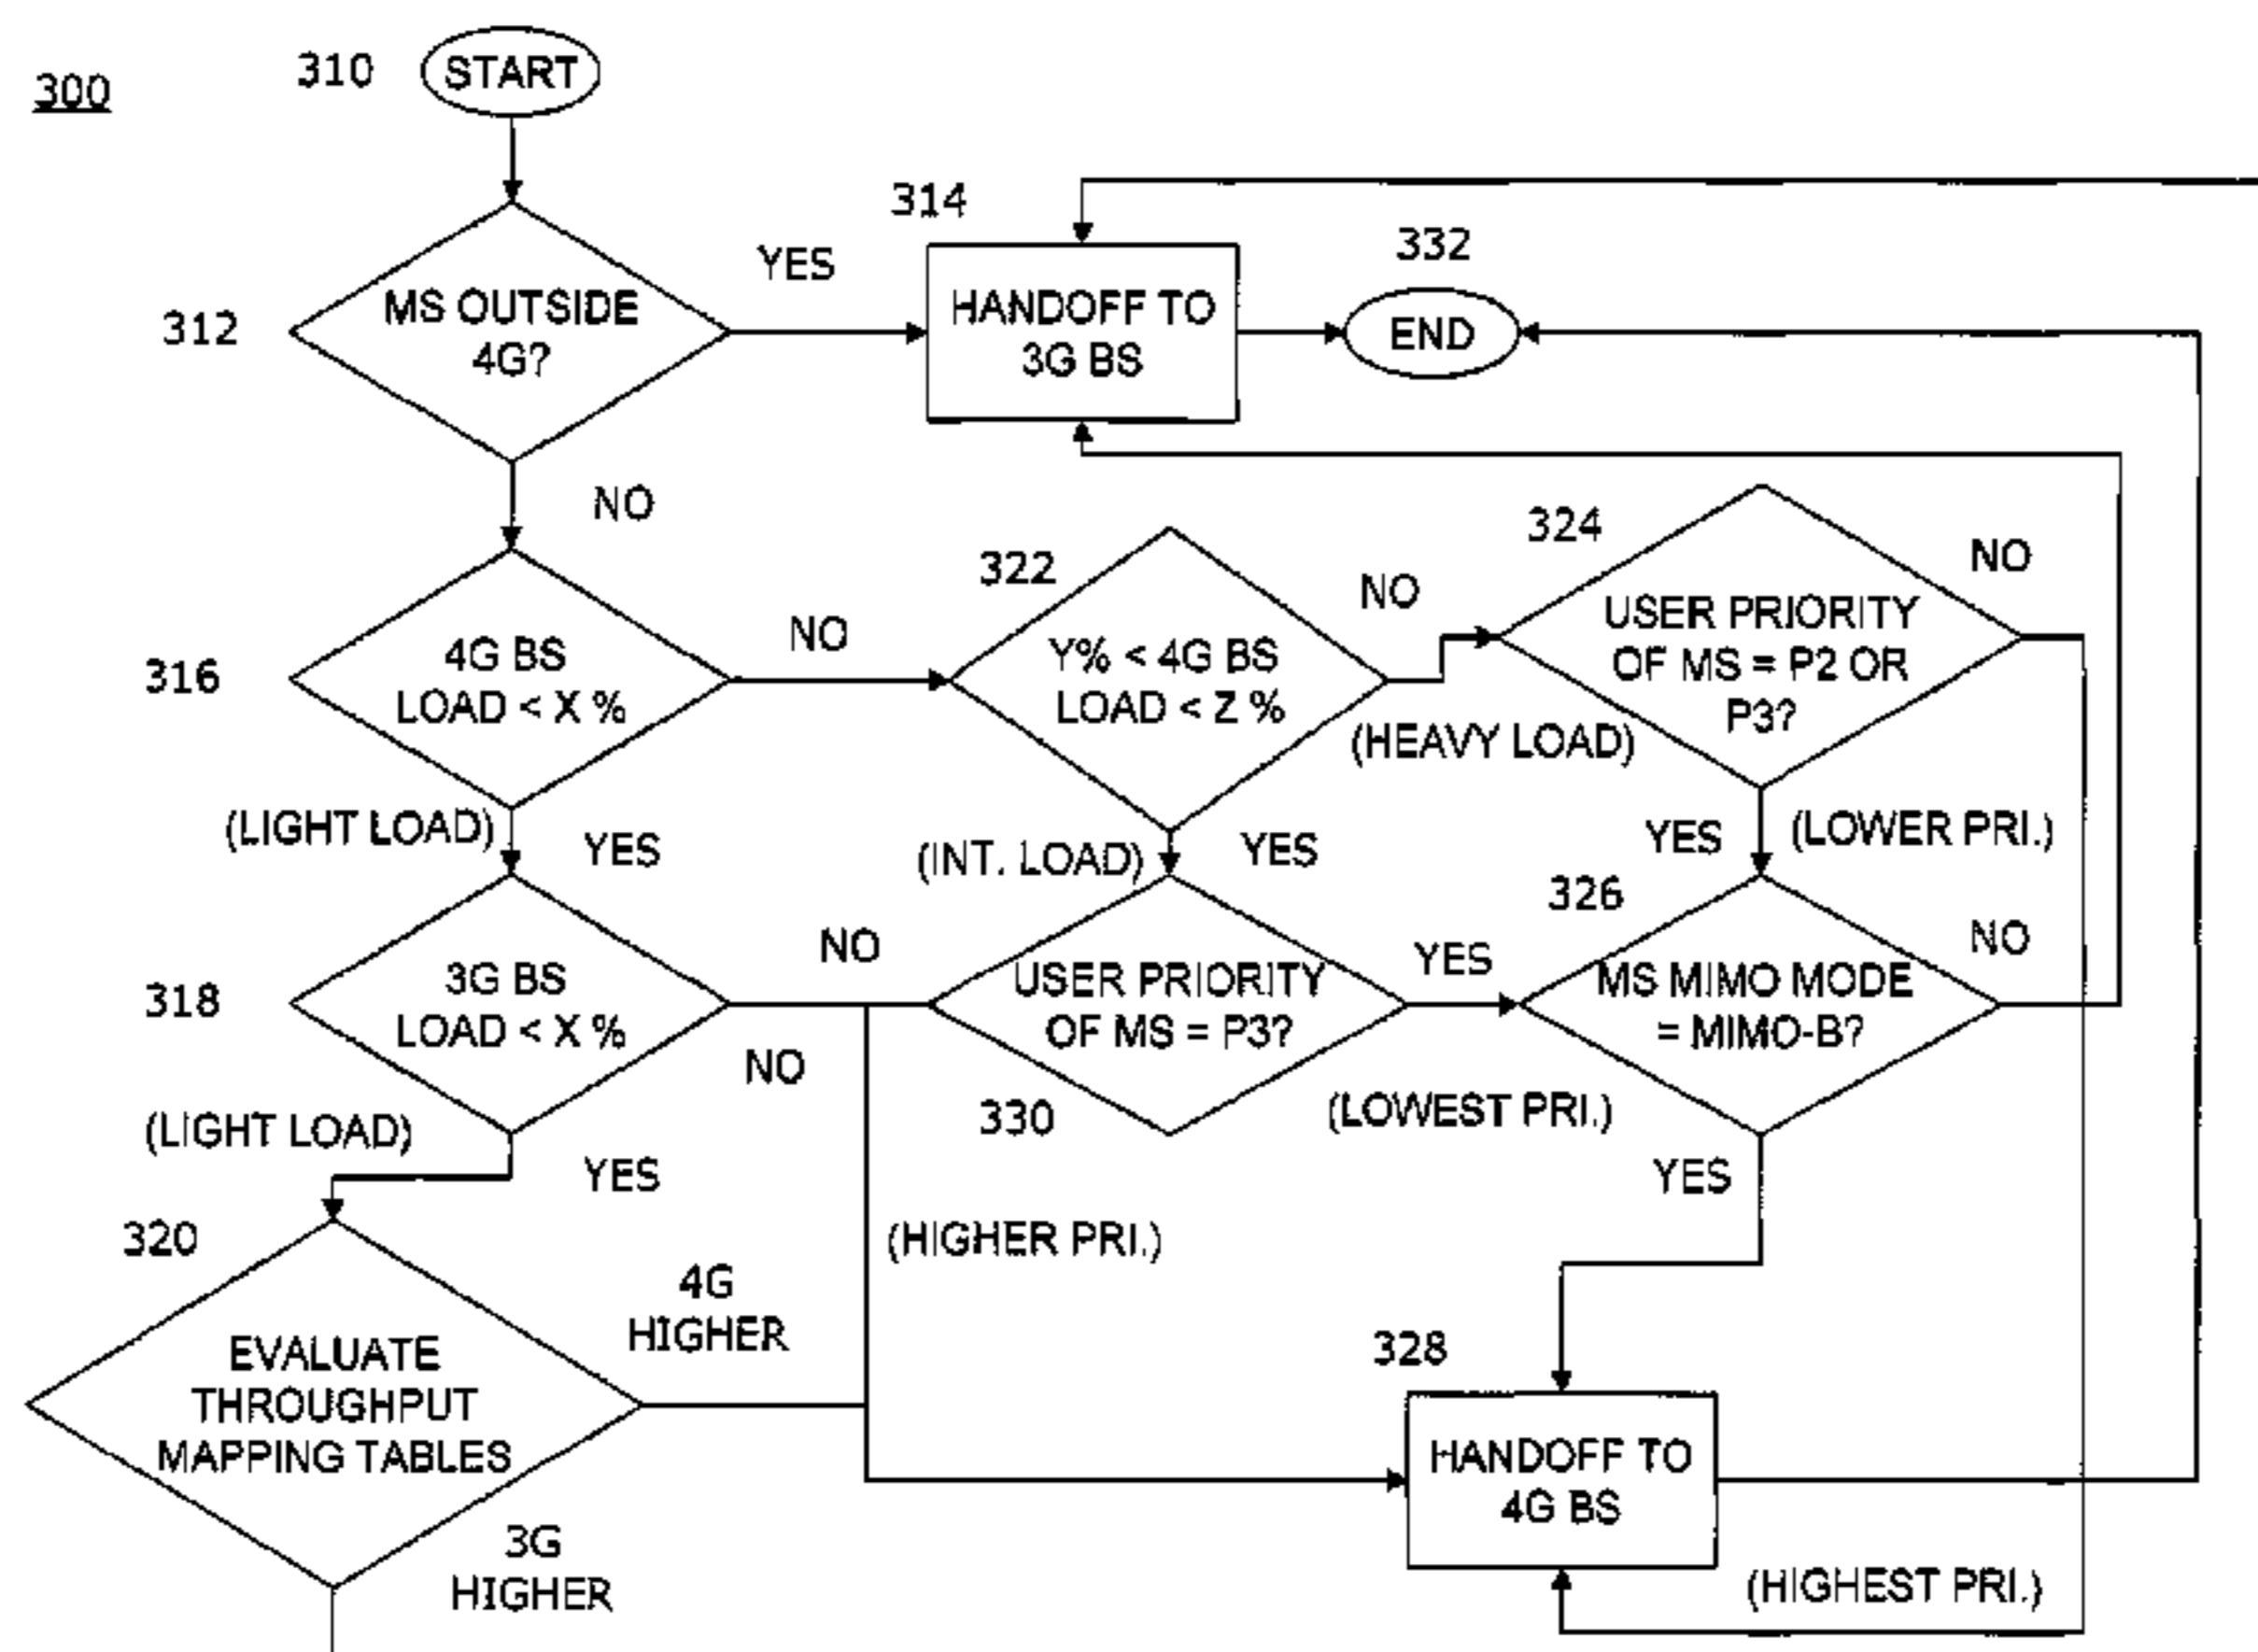 300
310
START
312
MS OUTSIDE
4G?
YES
314
HANDOFF TO
3G BS
332
END
NO
316
4G BS
LOAD < X %
NO
322
Y% < 4G BS
LOAD < Z %
NO
(HEAVY LOAD)
324
USER PRIORITY
OF MS = P2 OR
P3?
NO
(LIGHT LOAD)
YES
(INT. LOAD)
YES
YES
(LOWER PRI.)
318
3G BS
LOAD < X %
NO
NO
USER PRIORITY
OF MS = P3?
330
YES
(LOWEST PRI.)
326
MS MIMO MODE
= MIMO-B?
NO
(LIGHT LOAD)
YES
YES
320
EVALUATE
THROUGHPUT
MAPPING TABLES
4G
HIGHER
(HIGHER PRI.)
328
HANDOFF TO
4G BS
3G
HIGHER
(HIGHEST PRI.)